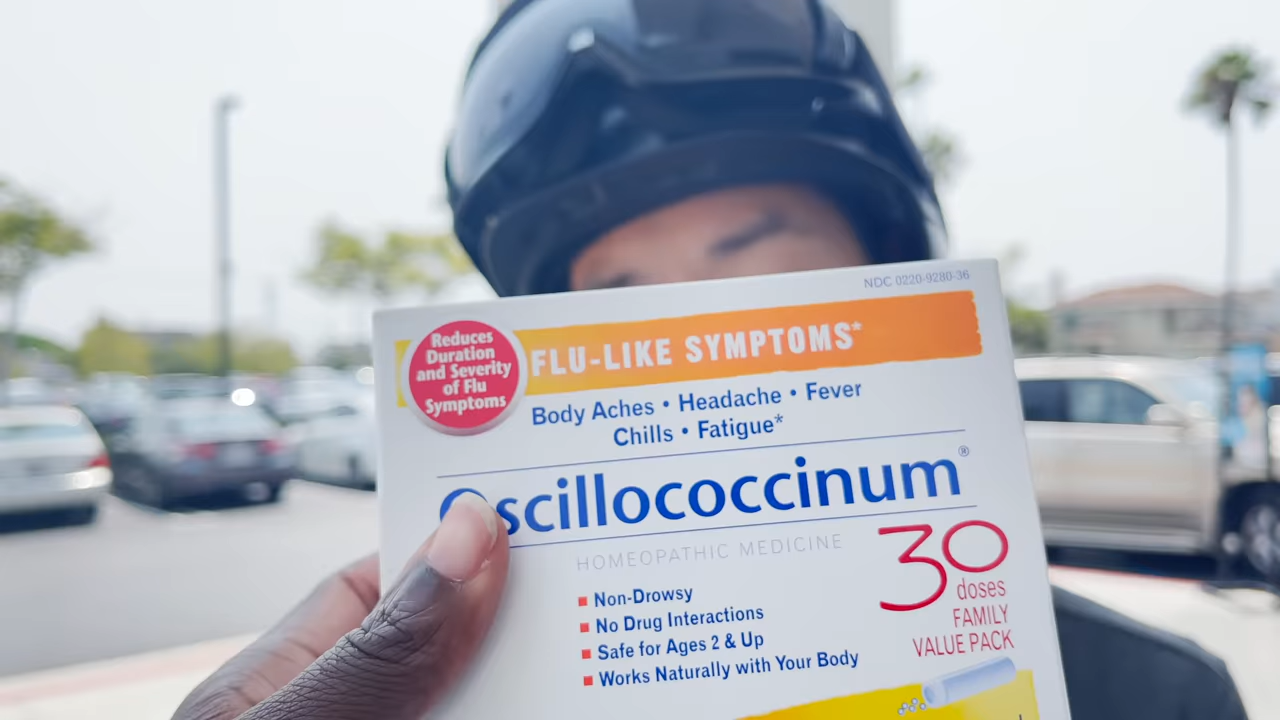 NDC 0220-9280-36
Reduces
Duration
and Severity
of Flu
Symptoms
FLU-LIKE SYMPTOMS*
Body Aches • Headache • Fever
Chills • Fatigue*
Oscillococcinum®
HOMEOPATHIC MEDICINE
30
doses
FAMILY
VALUE PACK
Non-Drowsy
No Drug Interactions
Safe for Ages 2 & Up
Works Naturally with Your Body